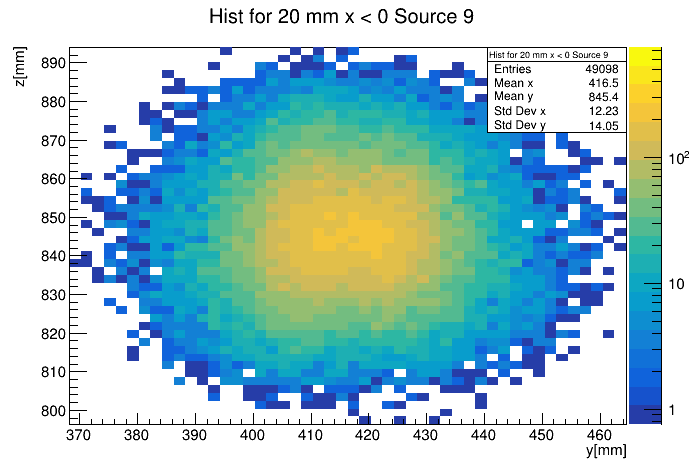 Hist for 20 mm x < 0 Source 9
z[mm]
890
880
870
860
850
840
830
820
810
800
Hist for 20 mm x < 0 Source 9
Entries 49098
Mean x 416.5
Mean y 845.4
Std Dev x 12.23
Std Dev y 14.05
10²
10
1
370 380 390 400 410 420 430 440 450 460
y[mm]